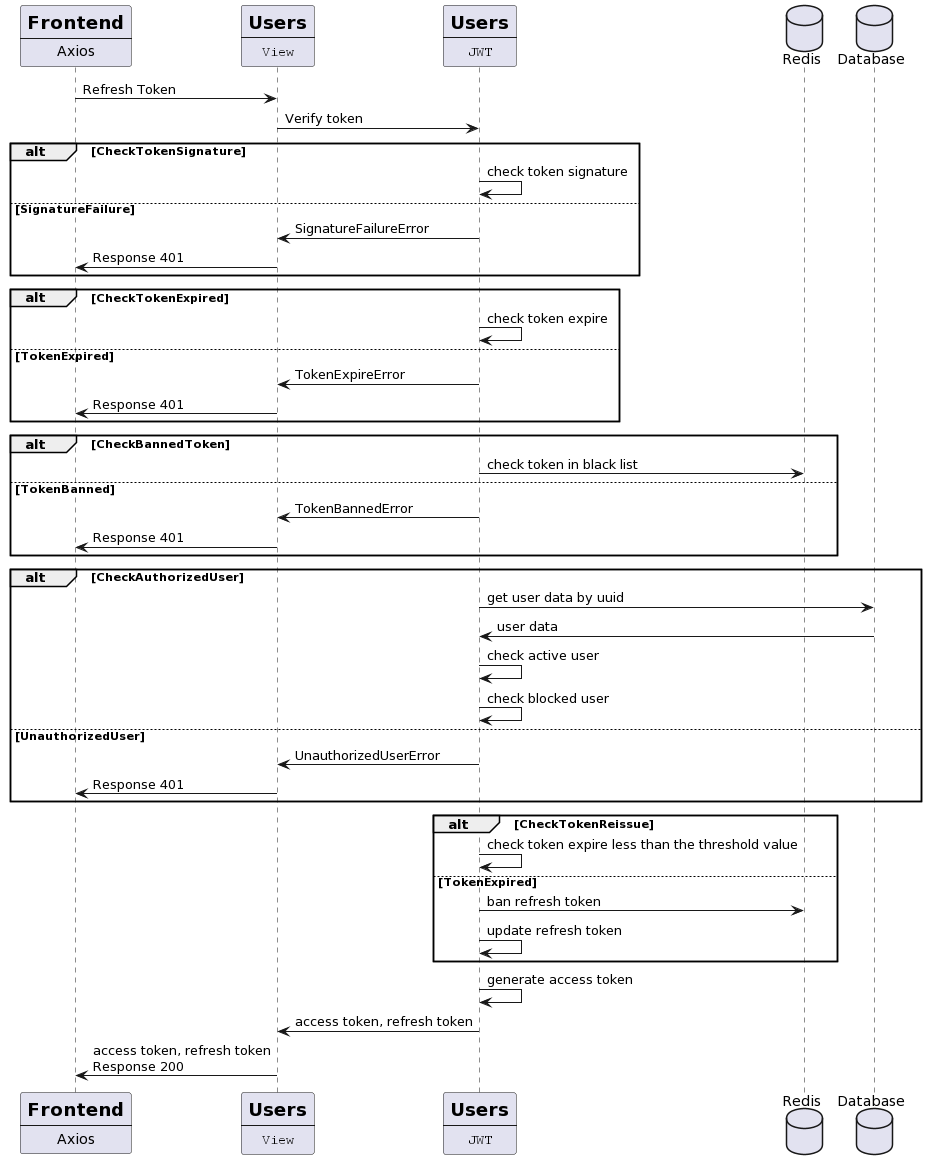 Frontend
Axios
Users
View
Users
JWT
Redis
Database
Refresh Token
Verify token
alt
[CheckTokenSignature]
check token signature
[SignatureFailure]
SignatureFailureError
Response 401
alt
[CheckTokenExpired]
check token expire
[TokenExpired]
TokenExpireError
Response 401
alt
[CheckBannedToken]
check token in black list
[TokenBanned]
TokenBannedError
Response 401
alt
[CheckAuthorizedUser]
get user data by uuid
user data
check active user
check blocked user
[UnauthorizedUser]
UnauthorizedUserError
Response 401
alt
[CheckTokenReissue]
check token expire less than the threshold value
[TokenExpired]
ban refresh token
update refresh token
generate access token
access token, refresh token
access token, refresh token
Response 200
Frontend
Axios
Users
View
Users
JWT
Redis
Database